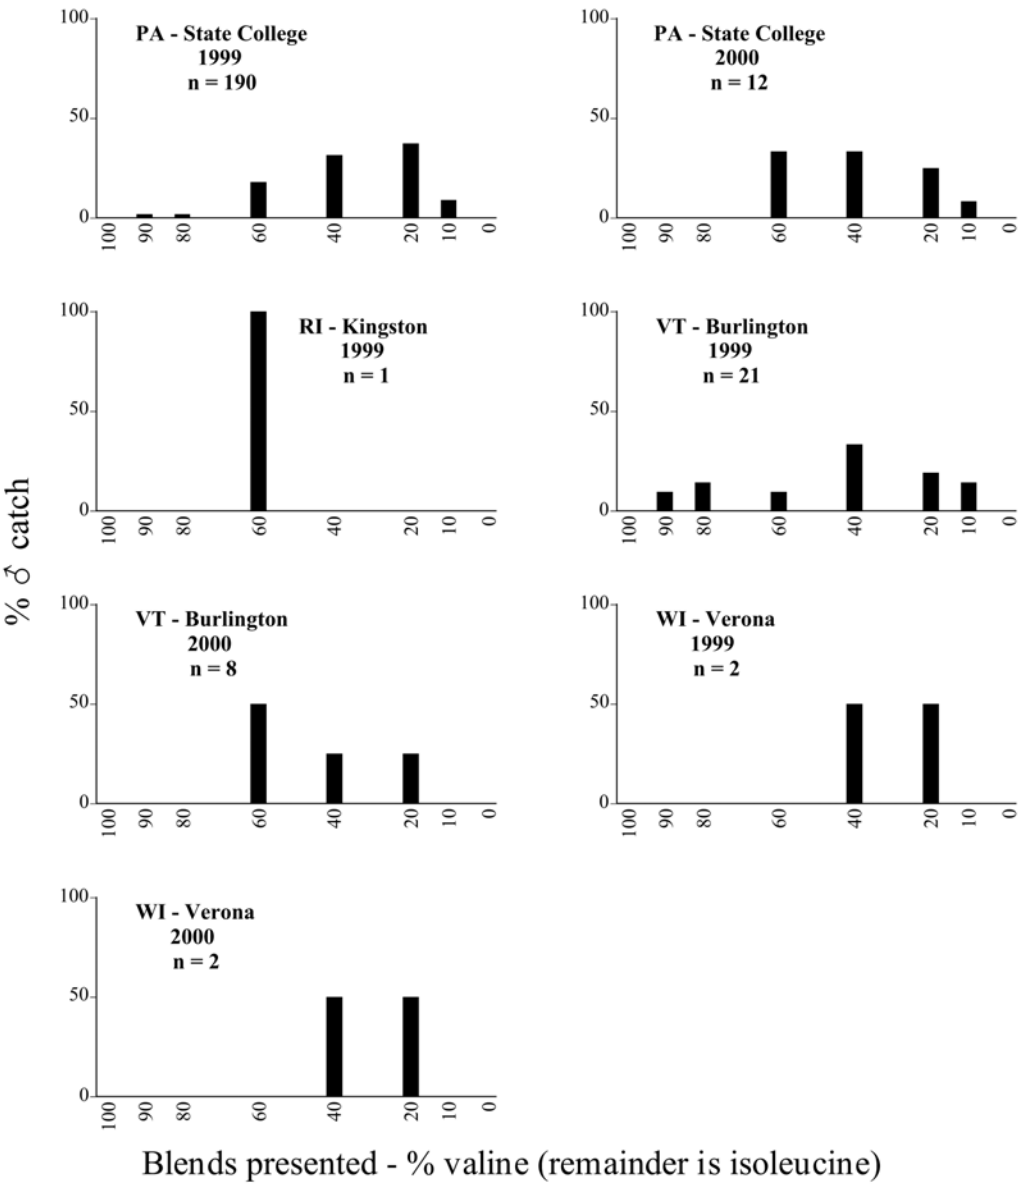 PA - State College
1999
n = 190
100
50
0
100 90 80 60 40 20 10 0
PA - State College
2000
n = 12
100
50
0
100 90 80 60 40 20 10 0
RI - Kingston
1999
n = 1
100
50
0
100 90 80 60 40 20 10 0
VT - Burlington
1999
n = 21
100
50
0
100 90 80 60 40 20 10 0
VT - Burlington
2000
n = 8
100
50
0
100 90 80 60 40 20 10 0
WI - Verona
1999
n = 2
100
50
0
100 90 80 60 40 20 10 0
WI - Verona
2000
n = 2
100
50
0
100 90 80 60 40 20 10 0
% ♂ catch
Blends presented - % valine (remainder is isoleucine)